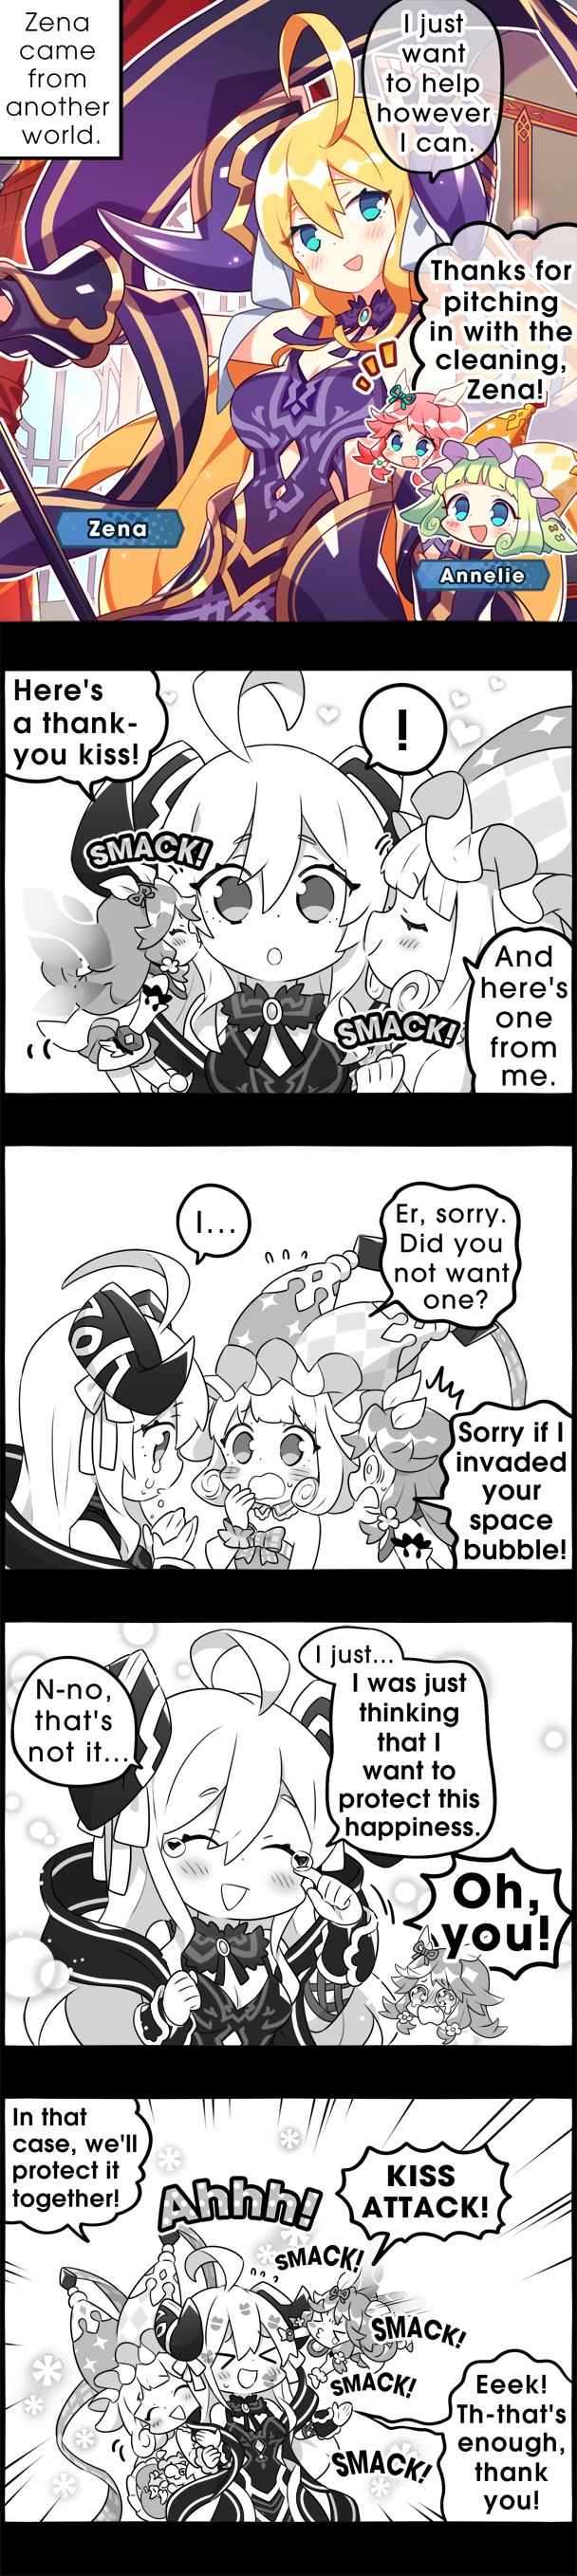 Zena
came
from
another
world.
I just
want
to help
however
I can.
Thanks for
pitching
in with the
cleaning,
Zena!
Zena
Annelie
Here's
a thank-
you kiss!
!
SMACK!
And
here's
one
from
me.
SMACK!
I...
Er, sorry.
Did you
not want
one?
Sorry if I
invaded
your
space
bubble!
N-no,
that's
not it...
I just...
I was just
thinking
that I
want to
protect this
happiness.
Oh,
you!
In that
case, we'll
protect it
together!
Ahhh!
KISS
ATTACK!
SMACK!
SMACK!
SMACK!
SMACK!
Eeek!
Th-that's
enough,
thank
you!